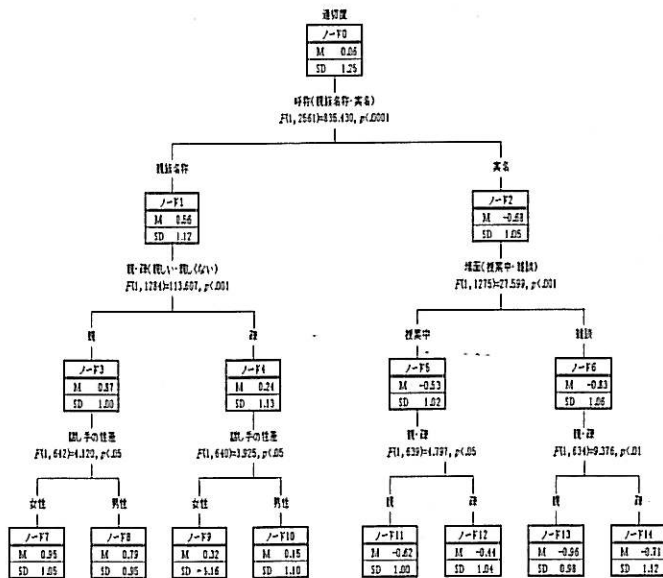 適切度
ノード0
M 0.06
SD 1.25
呼称(親族名称・実名)
F(1, 2561)=835.430, p<.0001
親族名称 実名
ノード1 ノード2
M 0.56 M -0.68
SD 1.12 SD 1.05
親・疎(親しい・親しくない) 場面(授業中・雑談)
F(1, 1284)=113.607, p<.001 F(1, 1275)=27.599, p<.001
親 疎 授業中 雑談
ノード3 ノード4 ノード5 ノード6
M 0.87 M 0.24 M -0.53 M -0.83
SD 1.00 SD 1.13 SD 1.02 SD 1.06
話し手の性差 話し手の性差 親・疎 親・疎
F(1, 642)=4.120, p<.05 F(1, 640)=3.925, p<.05 F(1, 639)=4.797, p<.05 F(1, 634)=9.376, p<.01
女性 男性 女性 男性 親 疎 親 疎
ノード7 ノード8 ノード9 ノード10 ノード11 ノード12 ノード13 ノード14
M 0.95 M 0.79 M 0.32 M 0.15 M -0.62 M -0.44 M -0.96 M -0.71
SD 1.05 SD 0.95 SD 1.16 SD 1.10 SD 1.00 SD 1.04 SD 0.98 SD 1.12